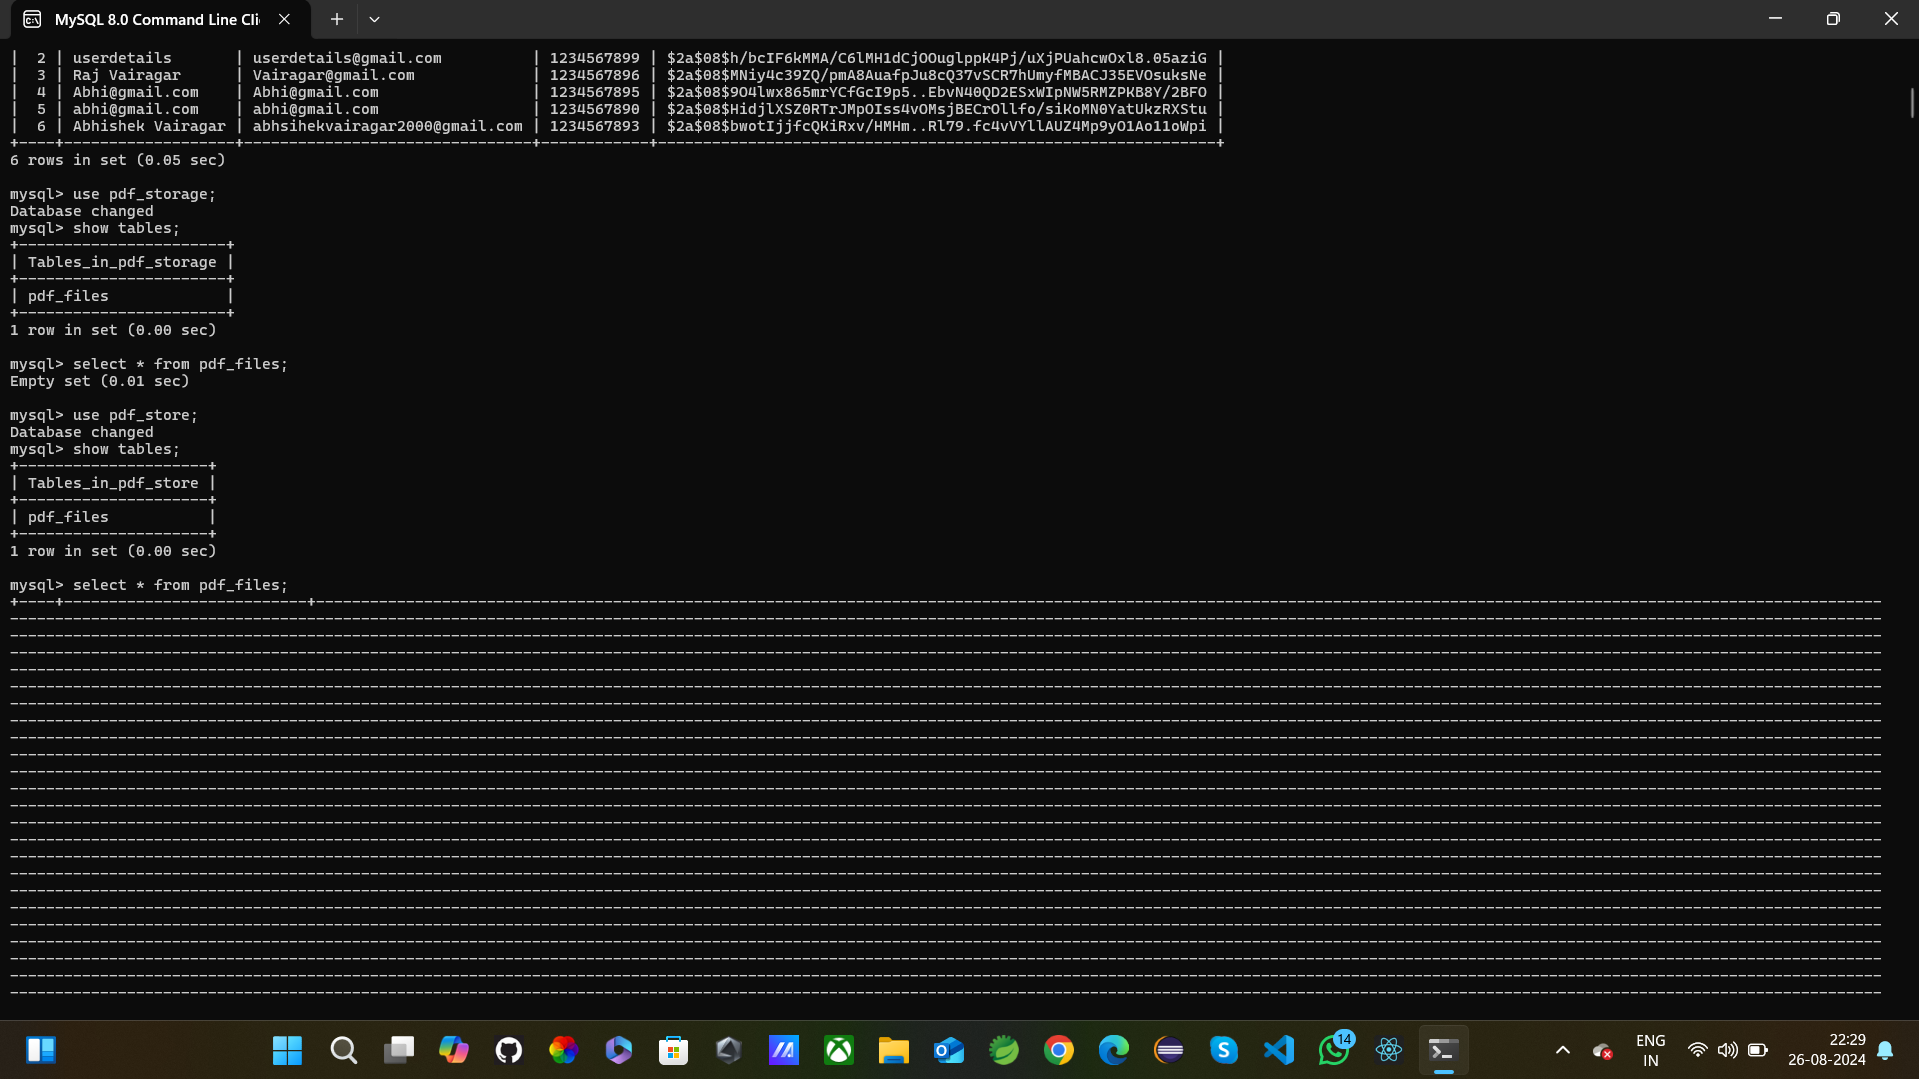 MySQL 8.0 Command Line Cli
|  2 | userdetails       | userdetails@gmail.com          | 1234567899 | $2a$08$h/bcIF6kMMA/C6lMH1dCjOOuglppK4Pj/uXjPUahcwOxl8.05aziG |
|  3 | Raj Vairagar      | Vairagar@gmail.com             | 1234567896 | $2a$08$MNiy4c39ZQ/pmA8AuafpJu8cQ37vSCR7hUmyfMBACJ35EVOsuksNe |
|  4 | Abhi@gmail.com    | Abhi@gmail.com                 | 1234567895 | $2a$08$9O4lwx865mrYCfGcI9p5..EbvN40QD2ESxWIpNW5RMZPKB8Y/2BFO |
|  5 | abhi@gmail.com    | abhi@gmail.com                 | 1234567890 | $2a$08$HidjlXSZ0RTrJMpOIss4vOMsjBECrOllfo/siKoMN0YatUkzRXStu |
|  6 | Abhishek Vairagar | abhsihekvairagar2000@gmail.com | 1234567893 | $2a$08$bwotIjjfcQKiRxv/HMHm..Rl79.fc4vVYllAUZ4Mp9yO1Ao11oWpi |
6 rows in set (0.05 sec)
mysql> use pdf_storage;
Database changed
mysql> show tables;
| Tables_in_pdf_storage |
| pdf_files             |
1 row in set (0.00 sec)
mysql> select * from pdf_files;
Empty set (0.01 sec)
mysql> use pdf_store;
Database changed
mysql> show tables;
| Tables_in_pdf_store |
| pdf_files           |
1 row in set (0.00 sec)
mysql> select * from pdf_files;
14
ENG
IN
22:29
26-08-2024